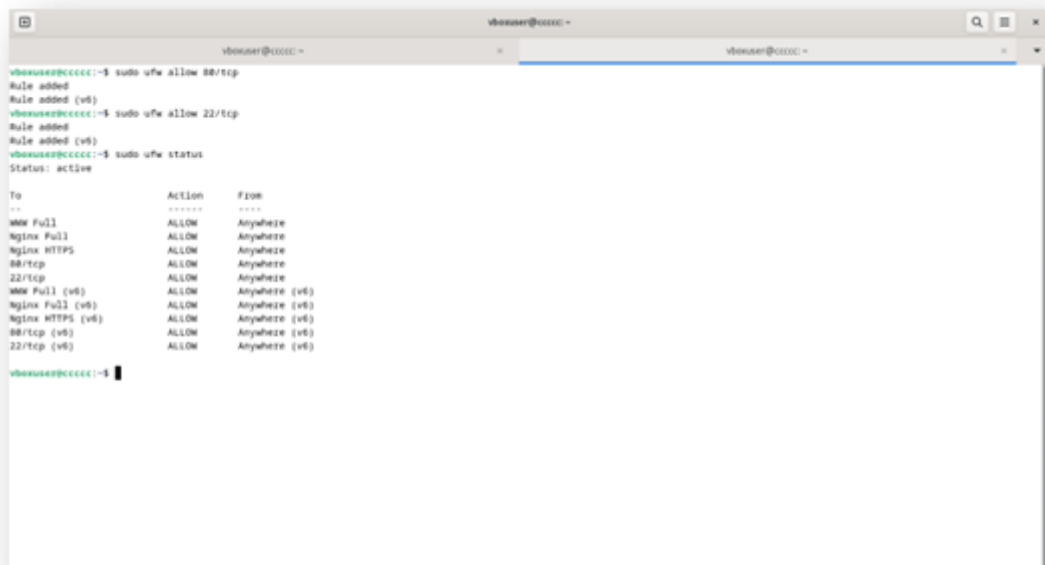 vboxuser@ccccc: ~
vboxuser@ccccc: ~
vboxuser@ccccc: ~
vboxuser@ccccc:~$ sudo ufw allow 80/tcp
Rule added
Rule added (v6)
vboxuser@ccccc:~$ sudo ufw allow 22/tcp
Rule added
Rule added (v6)
vboxuser@ccccc:~$ sudo ufw status
Status: active
To Action From
-- ------ ----
WWW Full ALLOW Anywhere
Nginx Full ALLOW Anywhere
Nginx HTTPS ALLOW Anywhere
80/tcp ALLOW Anywhere
22/tcp ALLOW Anywhere
WWW Full (v6) ALLOW Anywhere (v6)
Nginx Full (v6) ALLOW Anywhere (v6)
Nginx HTTPS (v6) ALLOW Anywhere (v6)
80/tcp (v6) ALLOW Anywhere (v6)
22/tcp (v6) ALLOW Anywhere (v6)
vboxuser@ccccc:~$